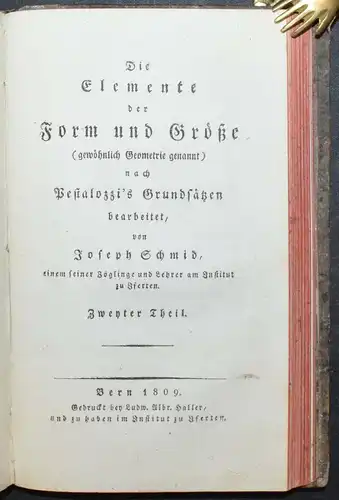 Die
Elemente
der
Form und Größe
(gewöhnlich Geometrie genannt)
nach
Pestalozzi's Grundsätzen
bearbeitet,
von
Joseph Schmid,
einem seiner Zöglinge und Lehrer am Institut
zu Yferten.
Zweyter Theil.
Bern 1809.
Gedruckt bey Ludw. Albr. Haller,
und zu haben im Institut zu Yferten.